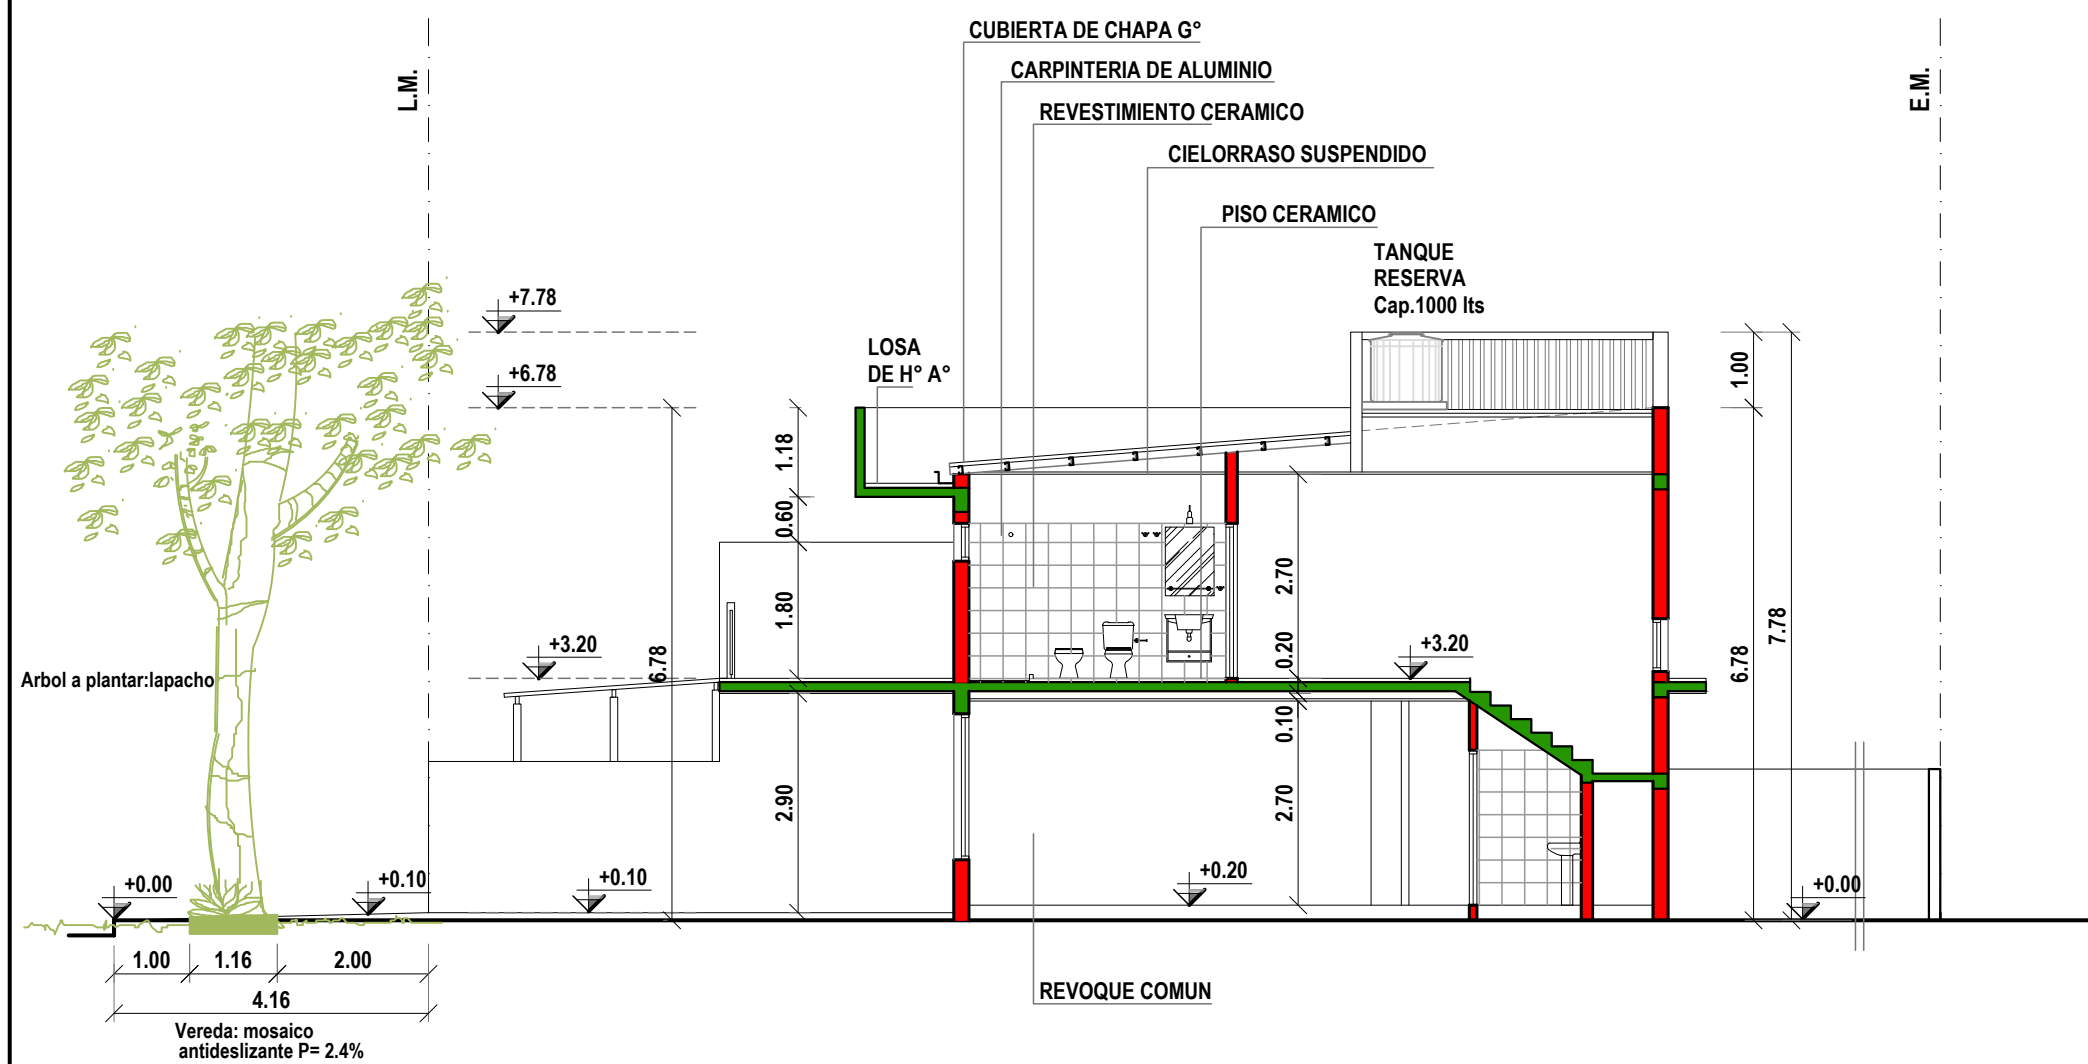 CUBIERTA DE CHAPA G°
CARPINTERIA DE ALUMINIO
L.M.
E.M.
REVESTIMIENTO CERAMICO
CIELORRASO SUSPENDIDO
PISO CERAMICO
TANQUE
RESERVA
Cap.1000 lts
+7.78
LOSA
DE H° A°
+6.78
1.00
1.18
0.60
1.80
2.70
7.78
+3.20
6.78
0.20
+3.20
6.78
Arbol a plantar:lapacho
0.10
2.90
2.70
+0.00
+0.10
+0.10
+0.20
+0.00
1.00
1.16
2.00
4.16
REVOQUE COMUN
Vereda: mosaico
antideslizante P= 2.4%